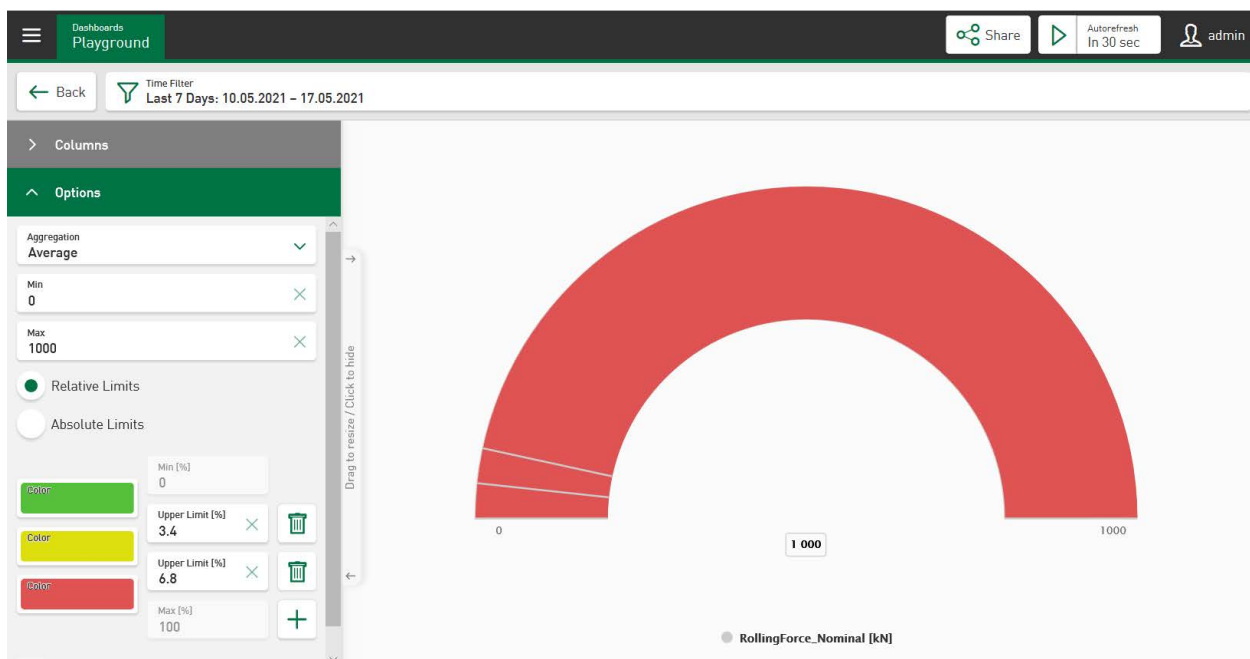 Dashboards
Playground
Share
Autorefresh
In 30 sec
admin
Back
Time Filter
Last 7 Days: 10.05.2021 – 17.05.2021
Columns
Options
Aggregation
Average
Min
0
Max
1000
Relative Limits
Absolute Limits
Drag to resize / Click to hide
Color
Color
Color
Min [%]
0
Upper Limit [%]
3.4
Upper Limit [%]
6.8
Max [%]
100
0
1000
1 000
RollingForce_Nominal [kN]